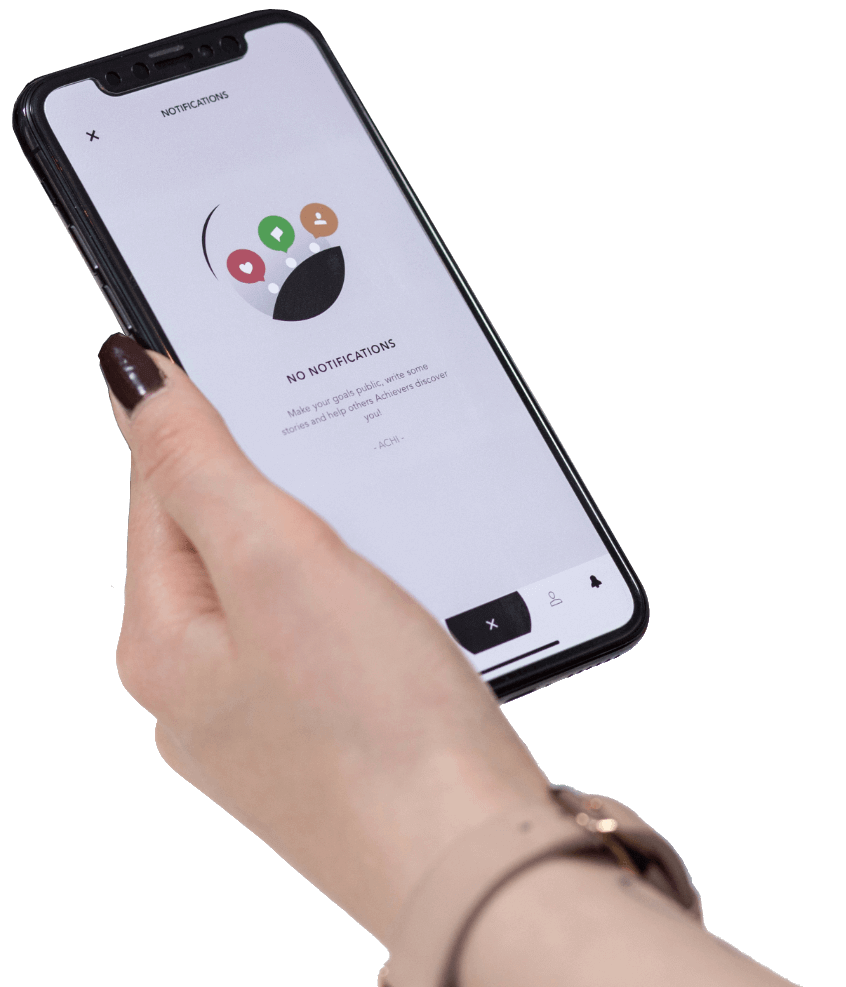 NOTIFICATIONS
NO NOTIFICATIONS
Make your goals public, write some
stories and help others Achievers discover
you!
- ACHI -